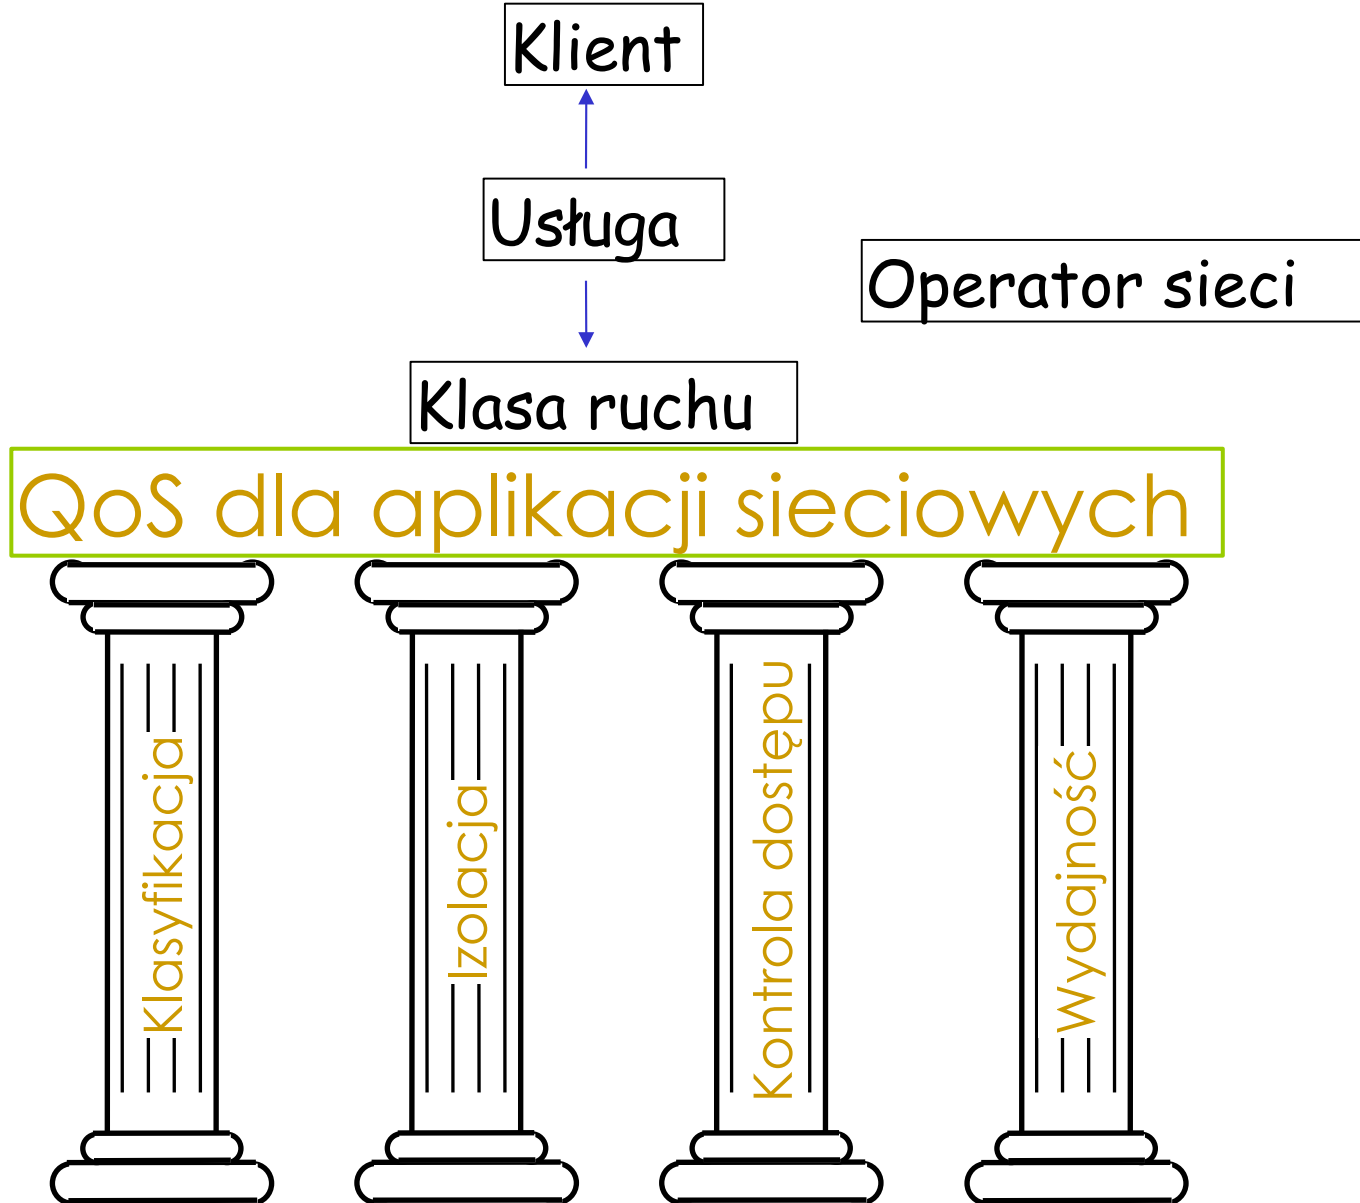 Klient
Usługa
Operator sieci
Klasa ruchu
QoS dla aplikacji sieciowych
Klasyfikacja
Izolacja
Kontrola dostępu
Wydajność